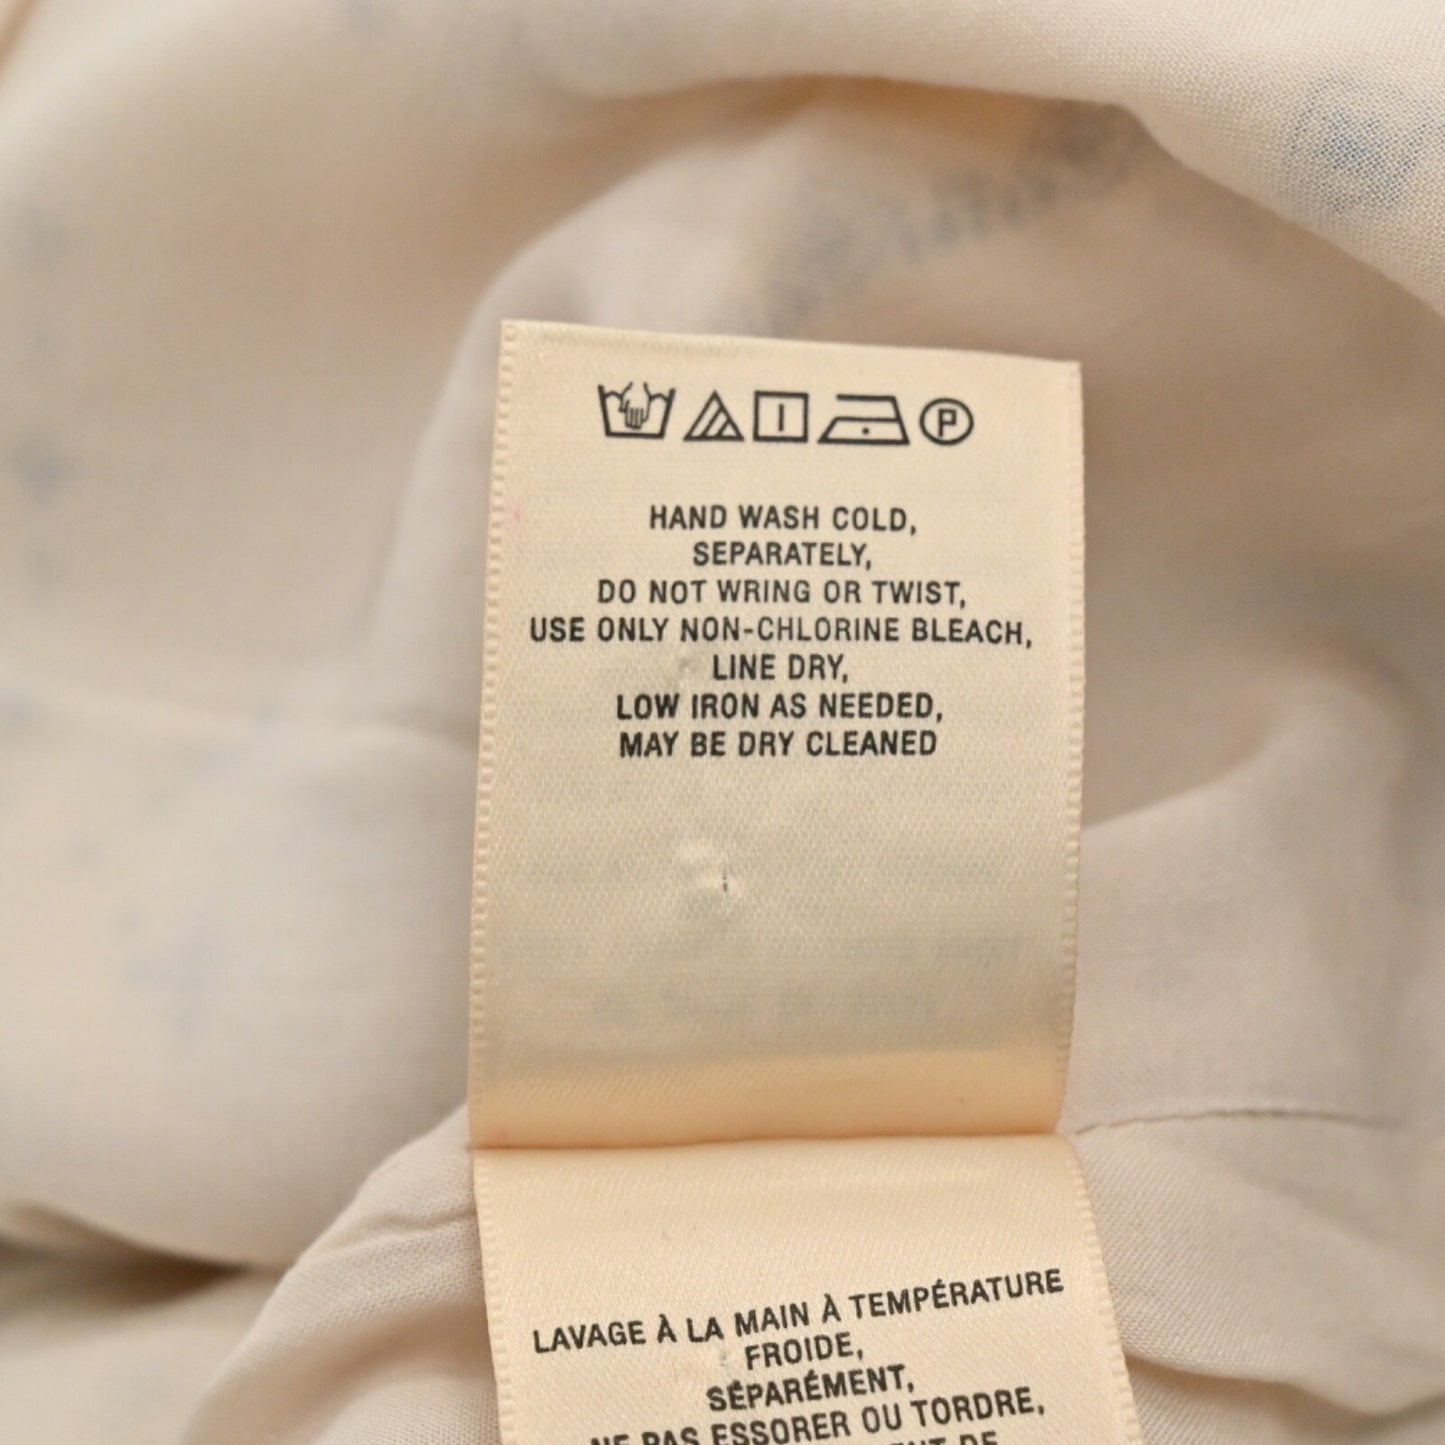 P
HAND WASH COLD,
SEPARATELY,
DO NOT WRING OR TWIST,
USE ONLY NON-CHLORINE BLEACH,
LINE DRY,
LOW IRON AS NEEDED,
MAY BE DRY CLEANED
LAVAGE À LA MAIN À TEMPÉRATURE
FROIDE,
SÉPARÉMENT,
NE PAS ESSORER OU TORDRE,
DE